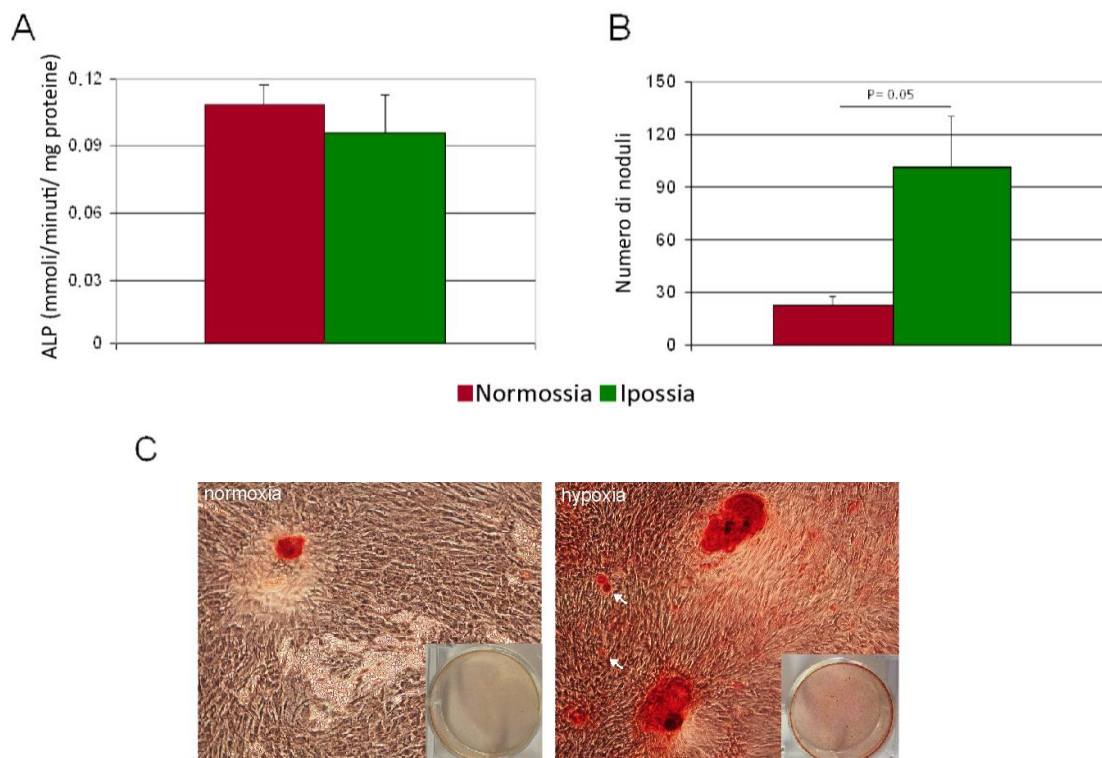 A
ALP (mmoli/minuti/ mg proteine)
0.12
0.09
0.06
0.03
0
B
Numero di noduli
150
120
90
60
30
0
P= 0.05
Normossia Ipossia
C
normoxia
hypoxia